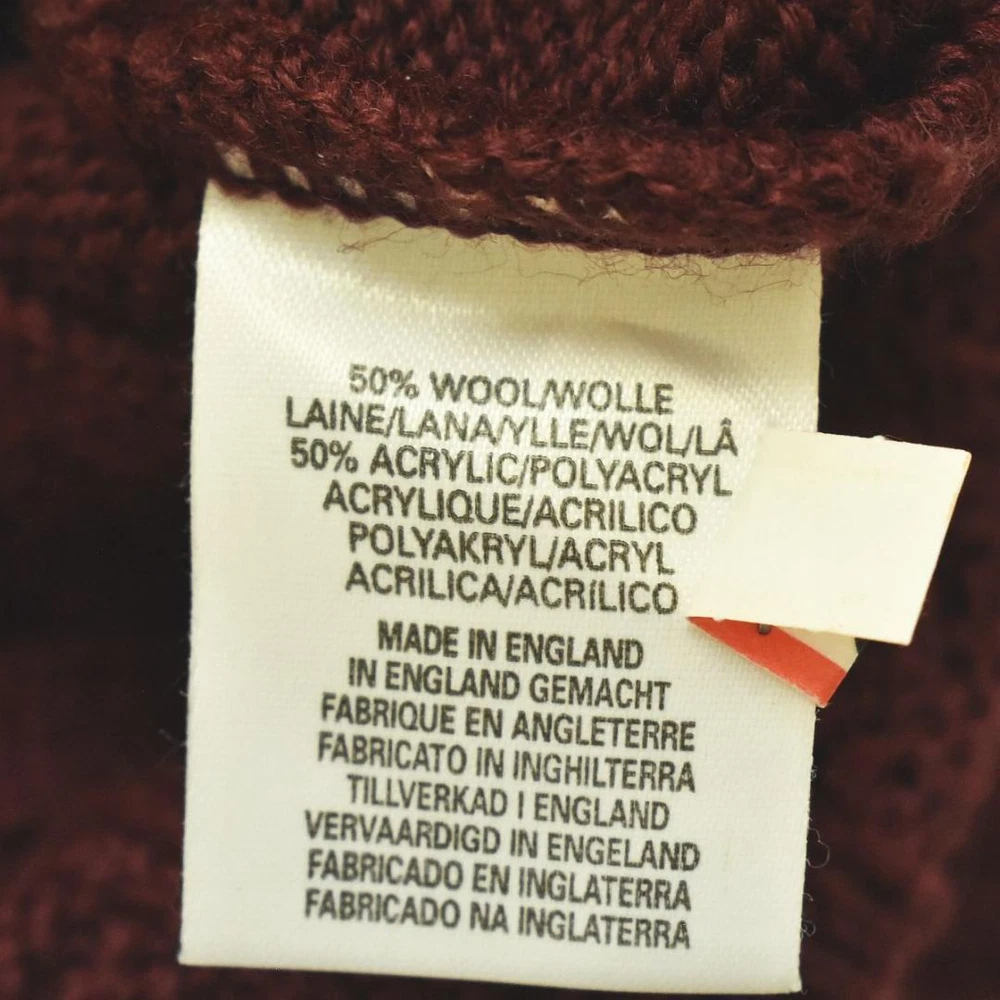 50% WOOL/WOLLE
LAINE/LANA/YLLE/WOL/LÂ
50% ACRYLIC/POLYACRYL
ACRYLIQUE/ACRILICO
POLYAKRYL/ACRYL
ACRILICA/ACRÍLICO
MADE IN ENGLAND
IN ENGLAND GEMACHT
FABRIQUE EN ANGLETERRE
FABRICATO IN INGHILTERRA
TILLVERKAD I ENGLAND
VERVAARDIGD IN ENGELAND
FABRICADO EN INGLATERRA
FABRICADO NA INGLATERRA